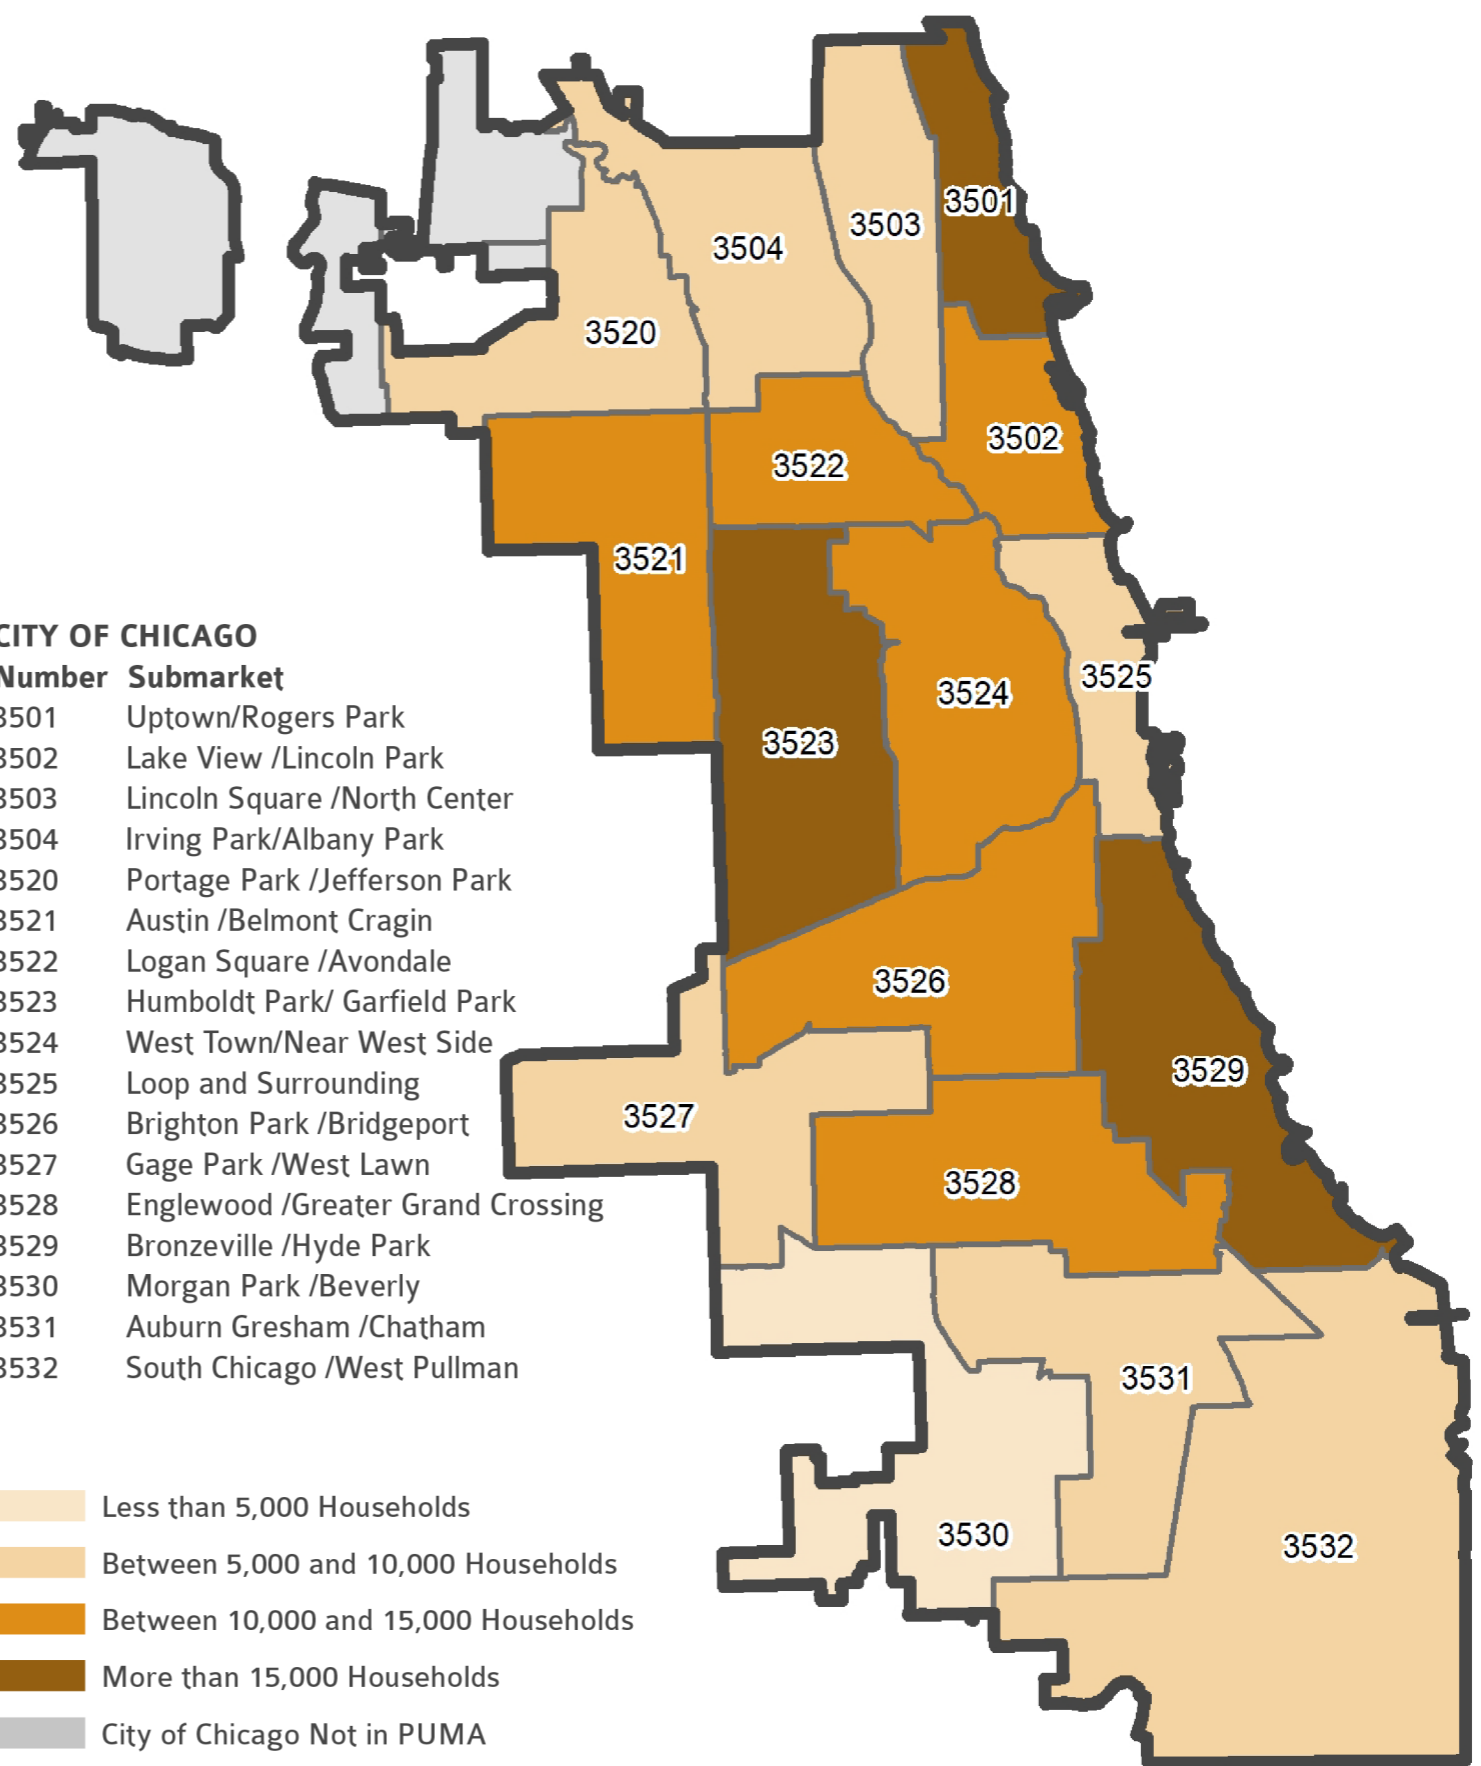 3501
3503
3504
3520
3502
3522
3521
3525
3524
3523
3526
3529
3527
3528
3531
3530
3532
CITY OF CHICAGO
Number Submarket
3501 Uptown/Rogers Park
3502 Lake View /Lincoln Park
3503 Lincoln Square /North Center
3504 Irving Park/Albany Park
3520 Portage Park /Jefferson Park
3521 Austin /Belmont Cragin
3522 Logan Square /Avondale
3523 Humboldt Park/ Garfield Park
3524 West Town/Near West Side
3525 Loop and Surrounding
3526 Brighton Park /Bridgeport
3527 Gage Park /West Lawn
3528 Englewood /Greater Grand Crossing
3529 Bronzeville /Hyde Park
3530 Morgan Park /Beverly
3531 Auburn Gresham /Chatham
3532 South Chicago /West Pullman
Less than 5,000 Households
Between 5,000 and 10,000 Households
Between 10,000 and 15,000 Households
More than 15,000 Households
City of Chicago Not in PUMA